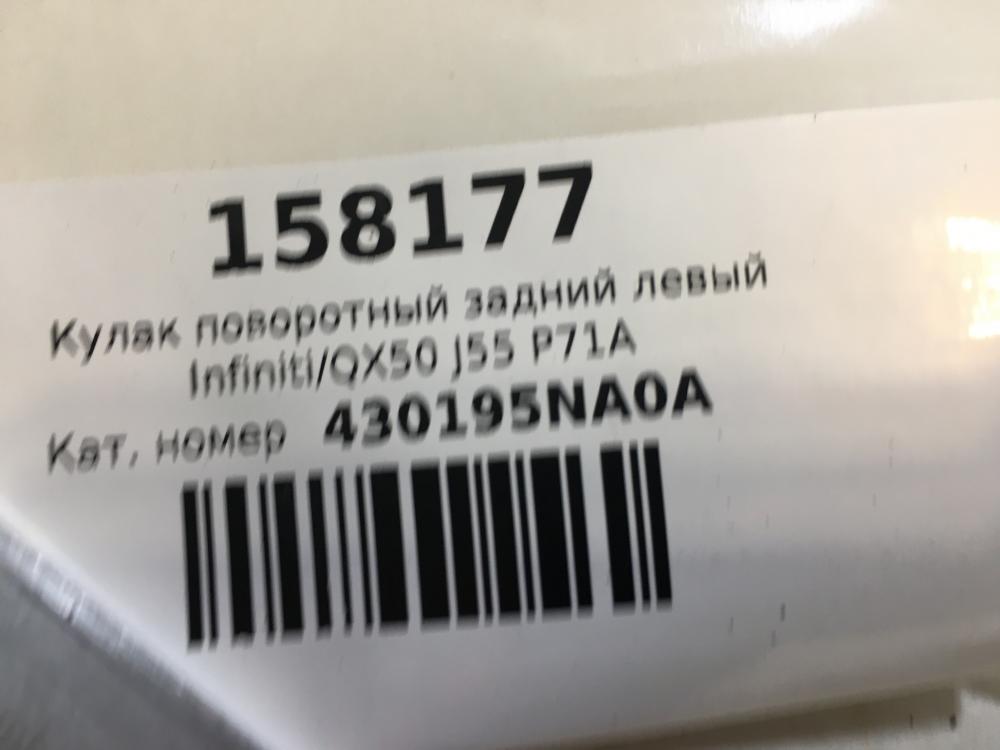 158177
Кулак поворотный задний левый
Infiniti/QX50 J55 P71A
Кат. номер 430195NA0A